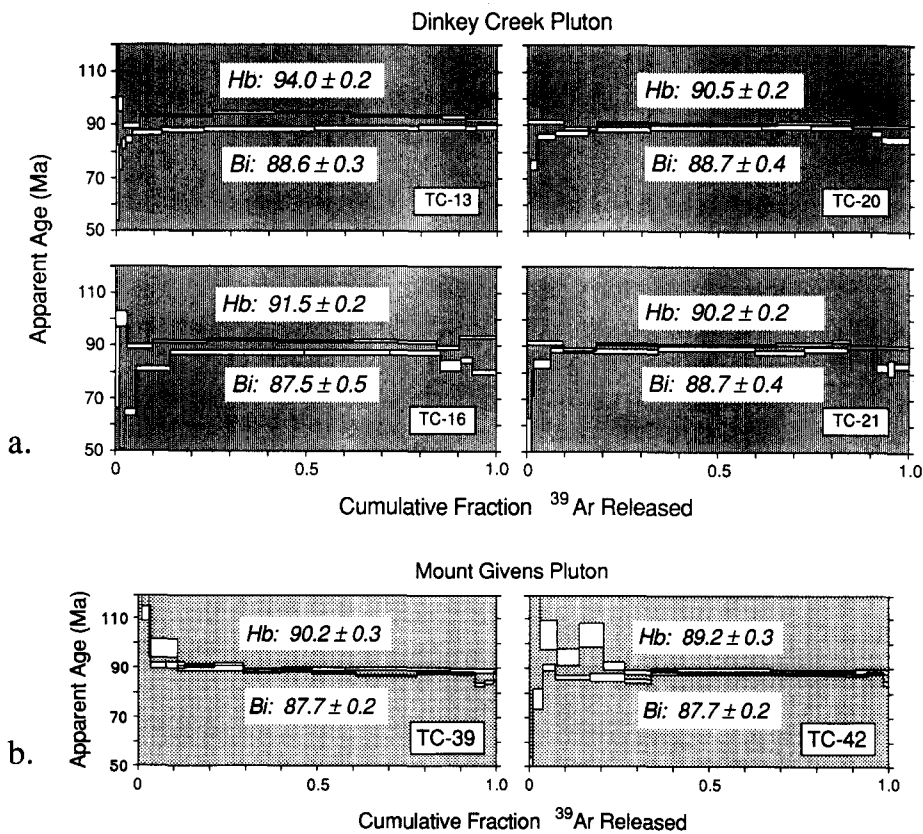 Dinkey Creek Pluton
110
90
70
50
Hb: 94.0 ± 0.2
Bi: 88.6 ± 0.3
TC-13
Hb: 90.5 ± 0.2
Bi: 88.7 ± 0.4
TC-20
Apparent Age (Ma)
110
90
70
50
Hb: 91.5 ± 0.2
Bi: 87.5 ± 0.5
TC-16
Hb: 90.2 ± 0.2
Bi: 88.7 ± 0.4
TC-21
a.
0 0.5 1.0 0.5 1.0
Cumulative Fraction ³⁹Ar Released
Mount Givens Pluton
Apparent Age (Ma)
110
90
70
50
Hb: 90.2 ± 0.3
Bi: 87.7 ± 0.2
TC-39
Hb: 89.2 ± 0.3
Bi: 87.7 ± 0.2
TC-42
b.
0 0.5 1.0 0.5 1.0
Cumulative Fraction ³⁹Ar Released